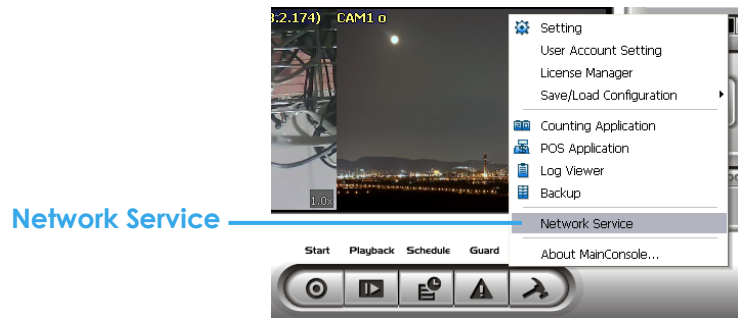 3.2.174) CAM1 o
Setting
User Account Setting
License Manager
Save/Load Configuration
Counting Application
POS Application
Log Viewer
Backup
1.0x
Network Service
Network Service
About MainConsole...
Start Playback Schedule Guard